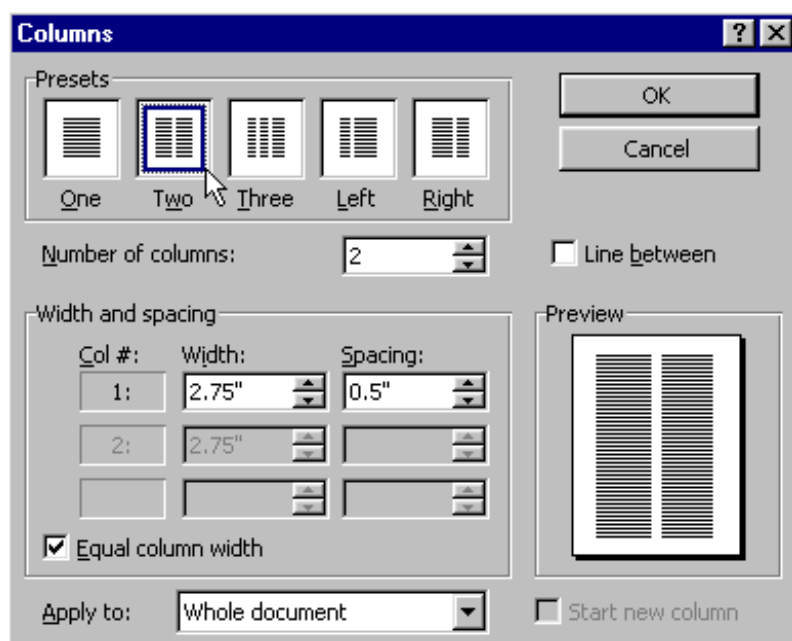 Columns
Presets
OK
Cancel
One Two Three Left Right
Number of columns: 2 Line between
Width and spacing Preview
Col #: Width: Spacing:
1: 2.75" 0.5"
2: 2.75"
Equal column width
Apply to: Whole document Start new column